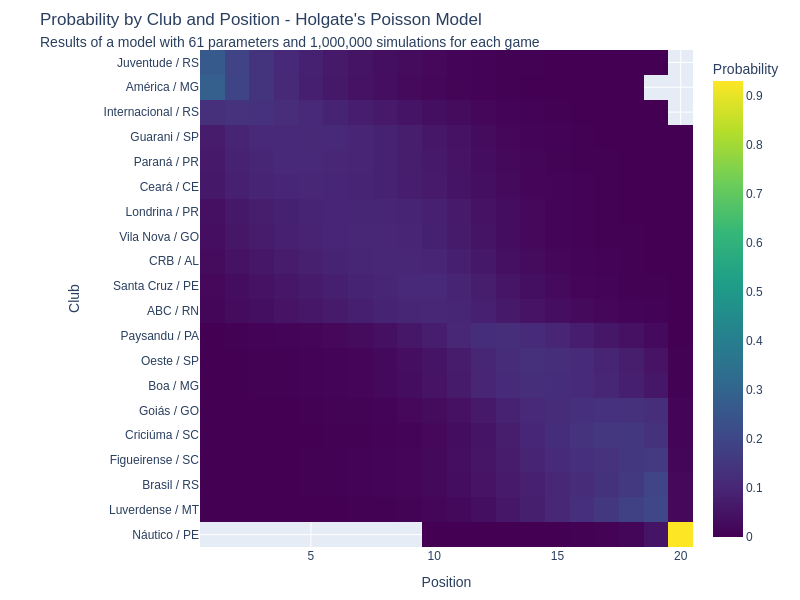 Probability by Club and Position - Holgate's Poisson Model
Results of a model with 61 parameters and 1,000,000 simulations for each game
Probability
Juventude / RS
América / MG
Internacional / RS
Guarani / SP
Paraná / PR
Ceará / CE
Londrina / PR
Vila Nova / GO
CRB / AL
Santa Cruz / PE
ABC / RN
Paysandu / PA
Oeste / SP
Boa / MG
Goiás / GO
Criciúma / SC
Figueirense / SC
Brasil / RS
Luverdense / MT
Náutico / PE
Club
5
10
15
20
Position
0.9
0.8
0.7
0.6
0.5
0.4
0.3
0.2
0.1
0